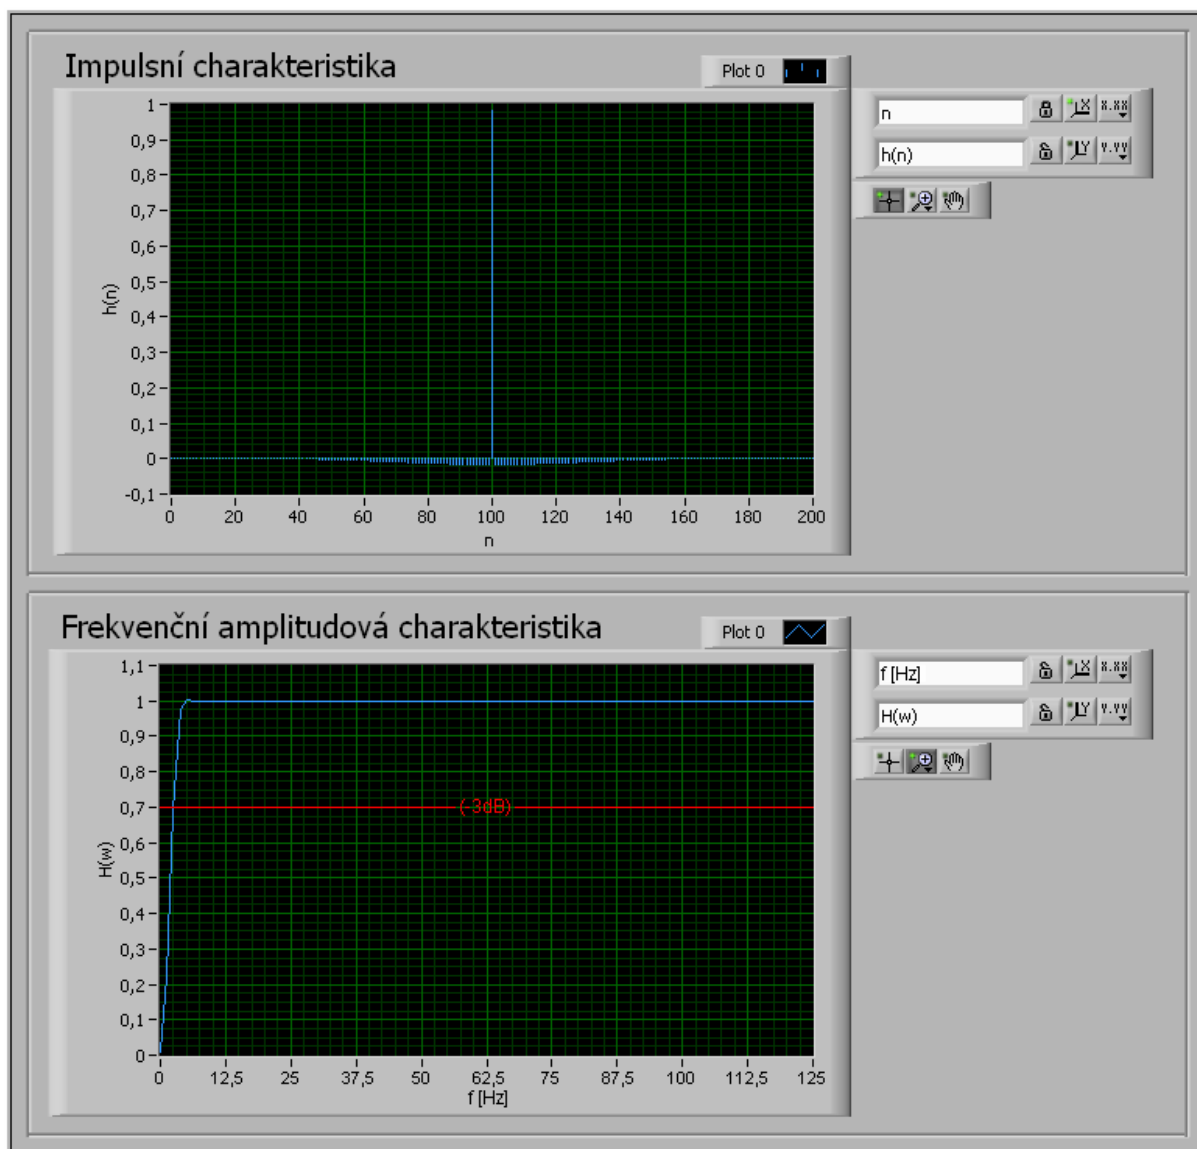 Impulsní charakteristika
Plot 0
1
0,9
0,8
0,7
0,6
0,5
0,4
0,3
0,2
0,1
0
-0,1
h(n)
0 20 40 60 80 100 120 140 160 180 200
n
n
h(n)
X
X.XX
Y
Y.YY
Frekvenční amplitudová charakteristika
Plot 0
1,1
1
0,9
0,8
0,7
0,6
0,5
0,4
0,3
0,2
0,1
0
H(w)
(-3dB)
0 12,5 25 37,5 50 62,5 75 87,5 100 112,5 125
f [Hz]
f [Hz]
H(w)
X
X.XX
Y
Y.YY